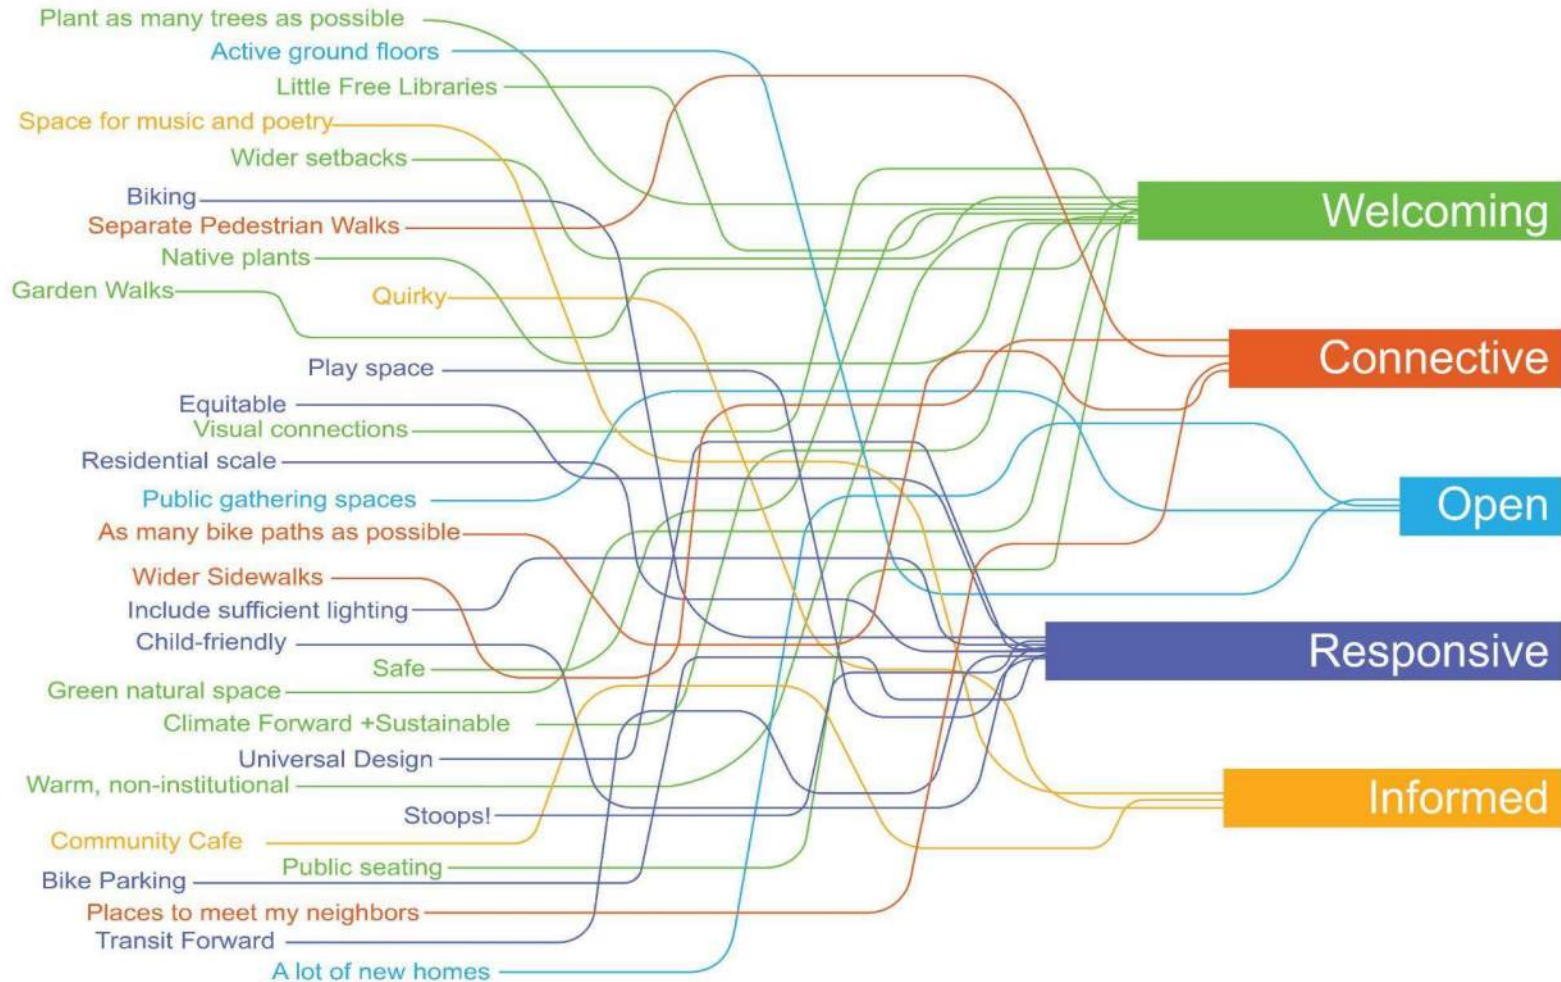 Plant as many trees as possible
Active ground floors
Little Free Libraries
Space for music and poetry
Wider setbacks
Biking
Separate Pedestrian Walks
Native plants
Garden Walks
Quirky
Play space
Equitable
Visual connections
Residential scale
Public gathering spaces
As many bike paths as possible
Wider Sidewalks
Include sufficient lighting
Child-friendly
Safe
Green natural space
Climate Forward +Sustainable
Universal Design
Warm, non-institutional
Stoops!
Community Cafe
Public seating
Bike Parking
Places to meet my neighbors
Transit Forward
A lot of new homes
Welcoming
Connective
Open
Responsive
Informed